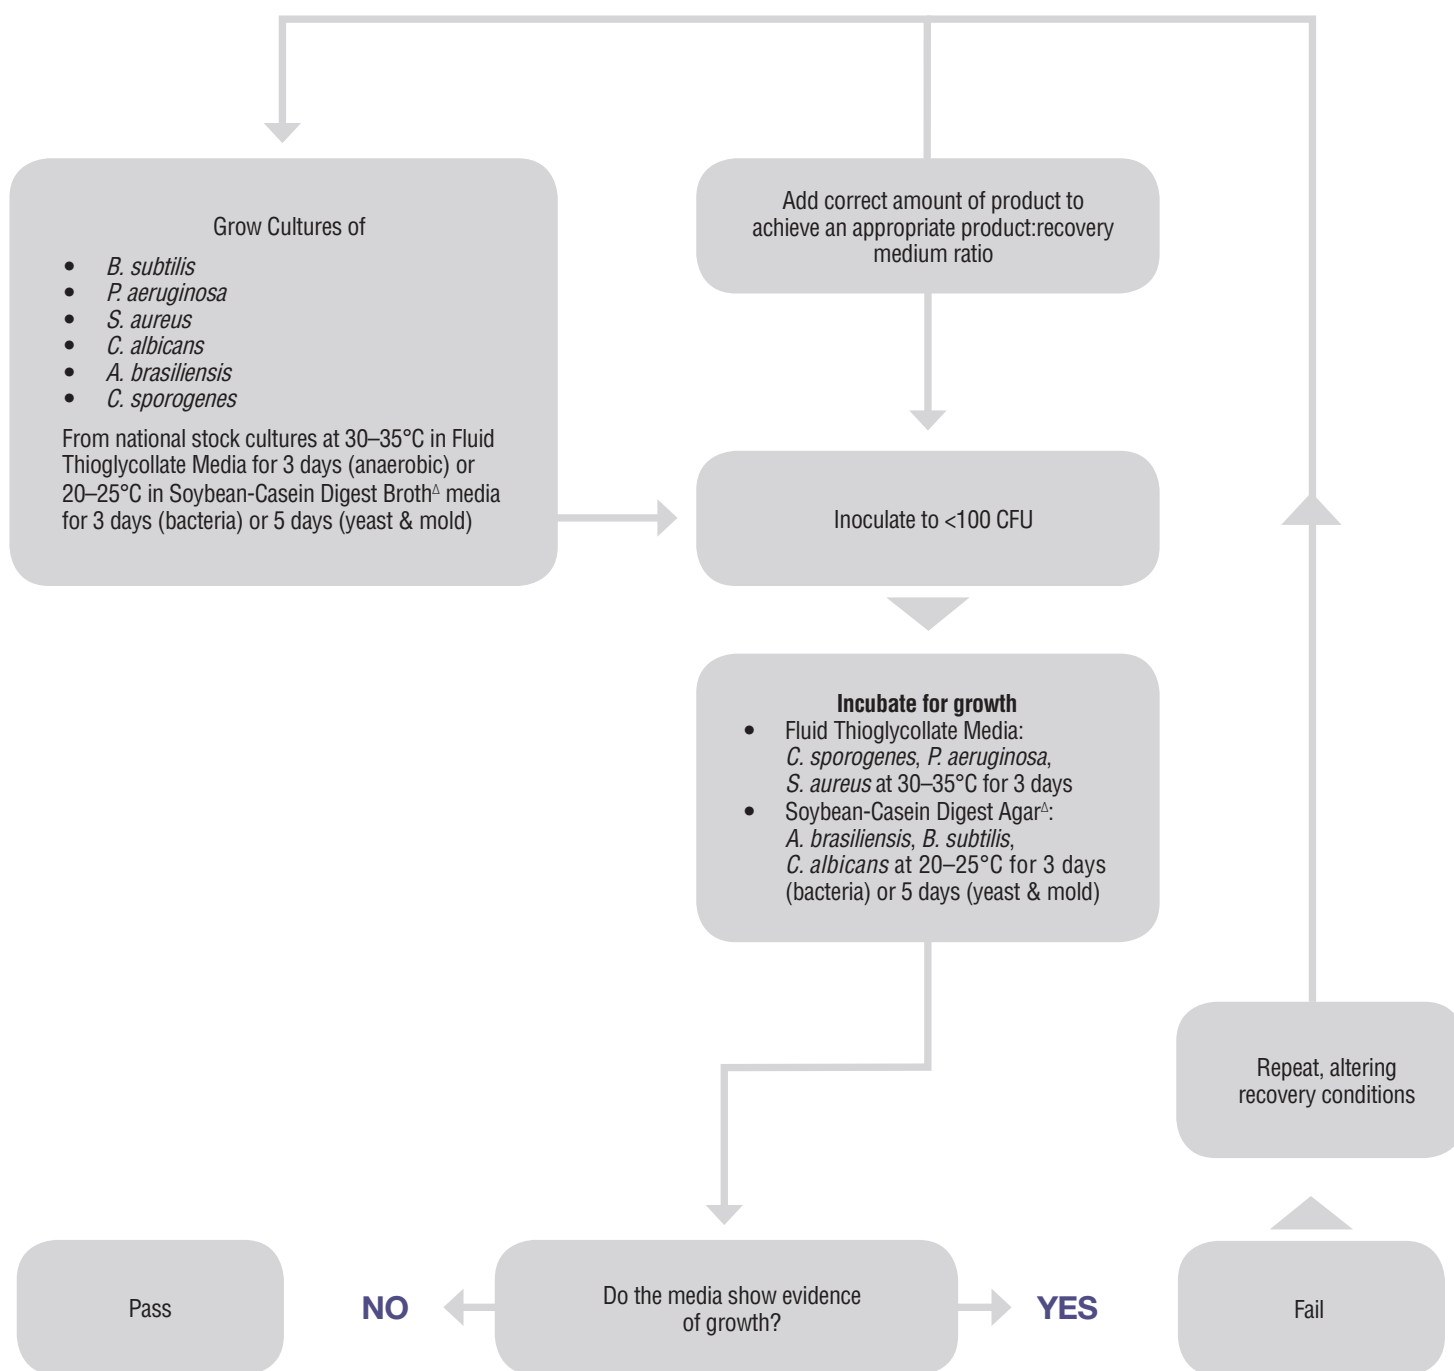 Grow Cultures of
• B. subtilis
• P. aeruginosa
• S. aureus
• C. albicans
• A. brasiliensis
• C. sporogenes
From national stock cultures at 30–35°C in Fluid
Thioglycollate Media for 3 days (anaerobic) or
20–25°C in Soybean-Casein Digest BrothΔ media
for 3 days (bacteria) or 5 days (yeast & mold)
Add correct amount of product to
achieve an appropriate product:recovery
medium ratio
Inoculate to <100 CFU
Incubate for growth
• Fluid Thioglycollate Media:
C. sporogenes, P. aeruginosa,
S. aureus at 30–35°C for 3 days
• Soybean-Casein Digest AgarΔ:
A. brasiliensis, B. subtilis,
C. albicans at 20–25°C for 3 days
(bacteria) or 5 days (yeast & mold)
Repeat, altering
recovery conditions
Pass
NO
Do the media show evidence
of growth?
YES
Fail